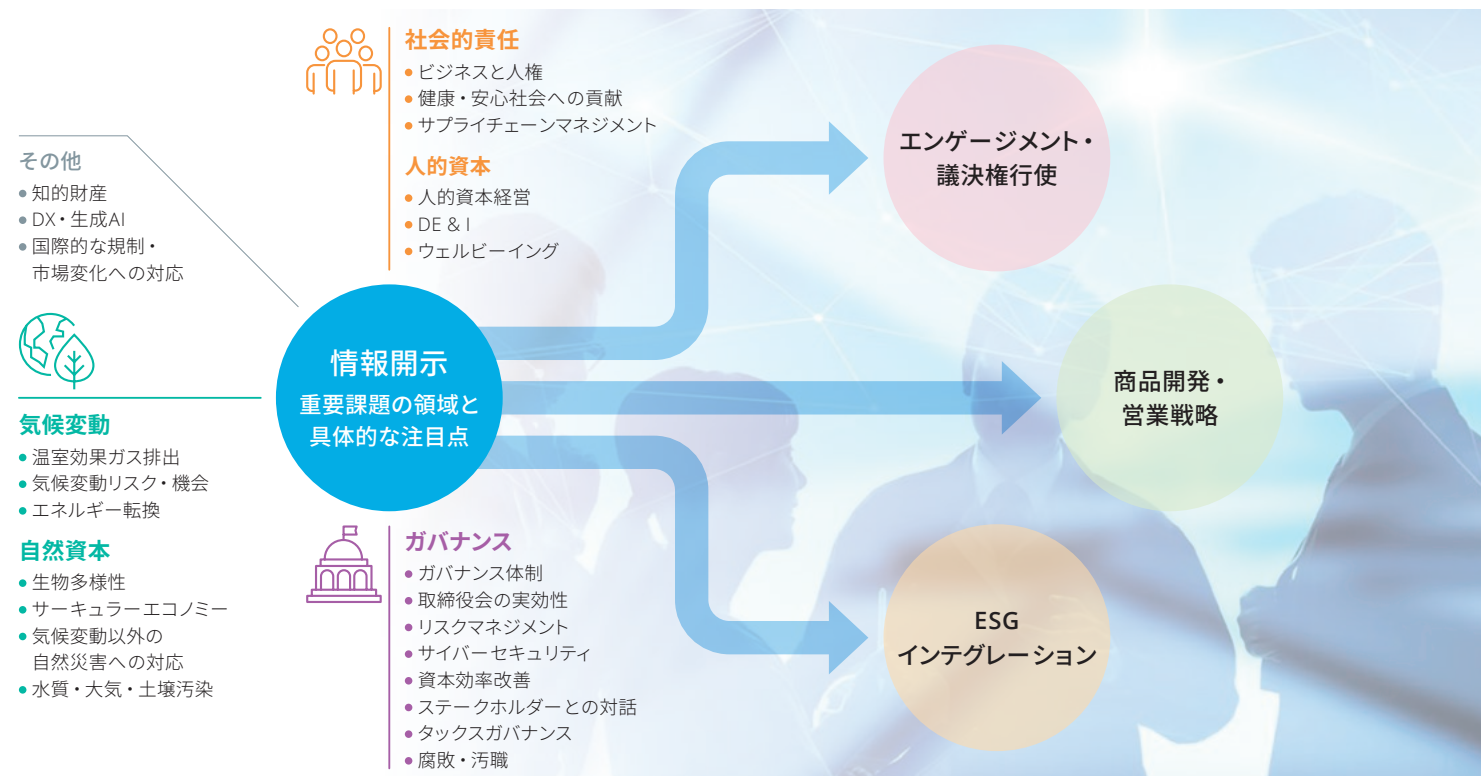 社会的責任
• ビジネスと人権
• 健康・安心社会への貢献
• サプライチェーンマネジメント
人的資本
• 人的資本経営
• DE & I
• ウェルビーイング
その他
• 知的財産
• DX・生成AI
• 国際的な規制・
市場変化への対応
気候変動
• 温室効果ガス排出
• 気候変動リスク・機会
• エネルギー転換
自然資本
• 生物多様性
• サーキュラーエコノミー
• 気候変動以外の
自然災害への対応
• 水質・大気・土壌汚染
情報開示
重要課題の領域と
具体的な注目点
ガバナンス
• ガバナンス体制
• 取締役会の実効性
• リスクマネジメント
• サイバーセキュリティ
• 資本効率改善
• ステークホルダーとの対話
• タックスガバナンス
• 腐敗・汚職
エンゲージメント・
議決権行使
商品開発・
営業戦略
ESG
インテグレーション